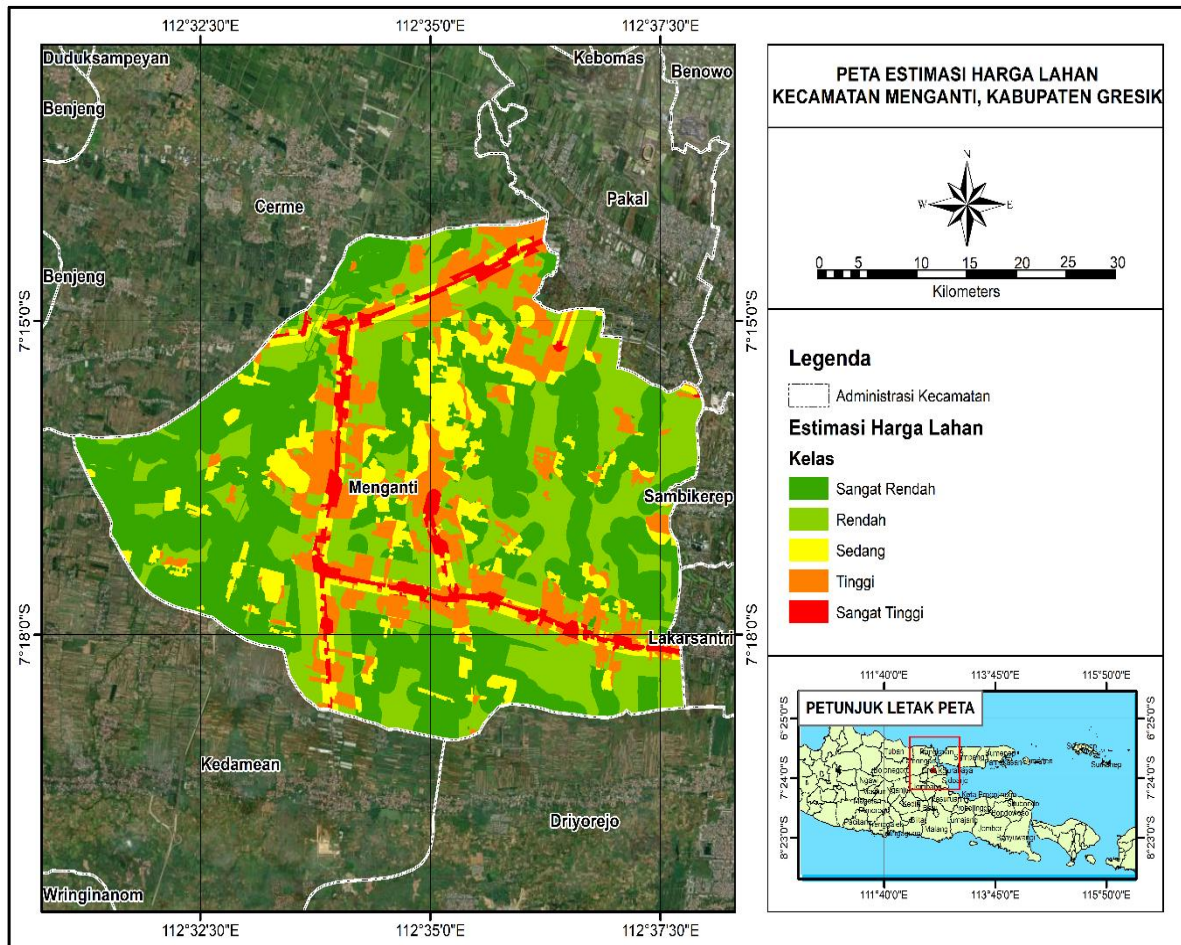 112°32'30"E
112°35'0"E
112°37'30"E
Duduksampeyan
Kebomas
Benowo
Benjeng
Cerme
Pakal
Benjeng
7°15'0"S
7°15'0"S
Menganti
Sambikerep
7°18'0"S
Lakarsantri
7°18'0"S
Kedamean
Driyorejo
Wringinanom
112°32'30"E
112°35'0"E
112°37'30"E
PETA ESTIMASI HARGA LAHAN
KECAMATAN MENGANTI, KABUPATEN GRESIK
N
W
E
S
0 5 10 15 20 25 30
Kilometers
Legenda
Administrasi Kecamatan
Estimasi Harga Lahan
Kelas
Sangat Rendah
Rendah
Sedang
Tinggi
Sangat Tinggi
111°40'0"E
113°45'0"E
115°50'0"E
PETUNJUK LETAK PETA
6°25'0"S
6°25'0"S
7°24'0"S
7°24'0"S
8°23'0"S
8°23'0"S
Tuban
Sumenep
Malang
Jember
111°40'0"E
113°45'0"E
115°50'0"E